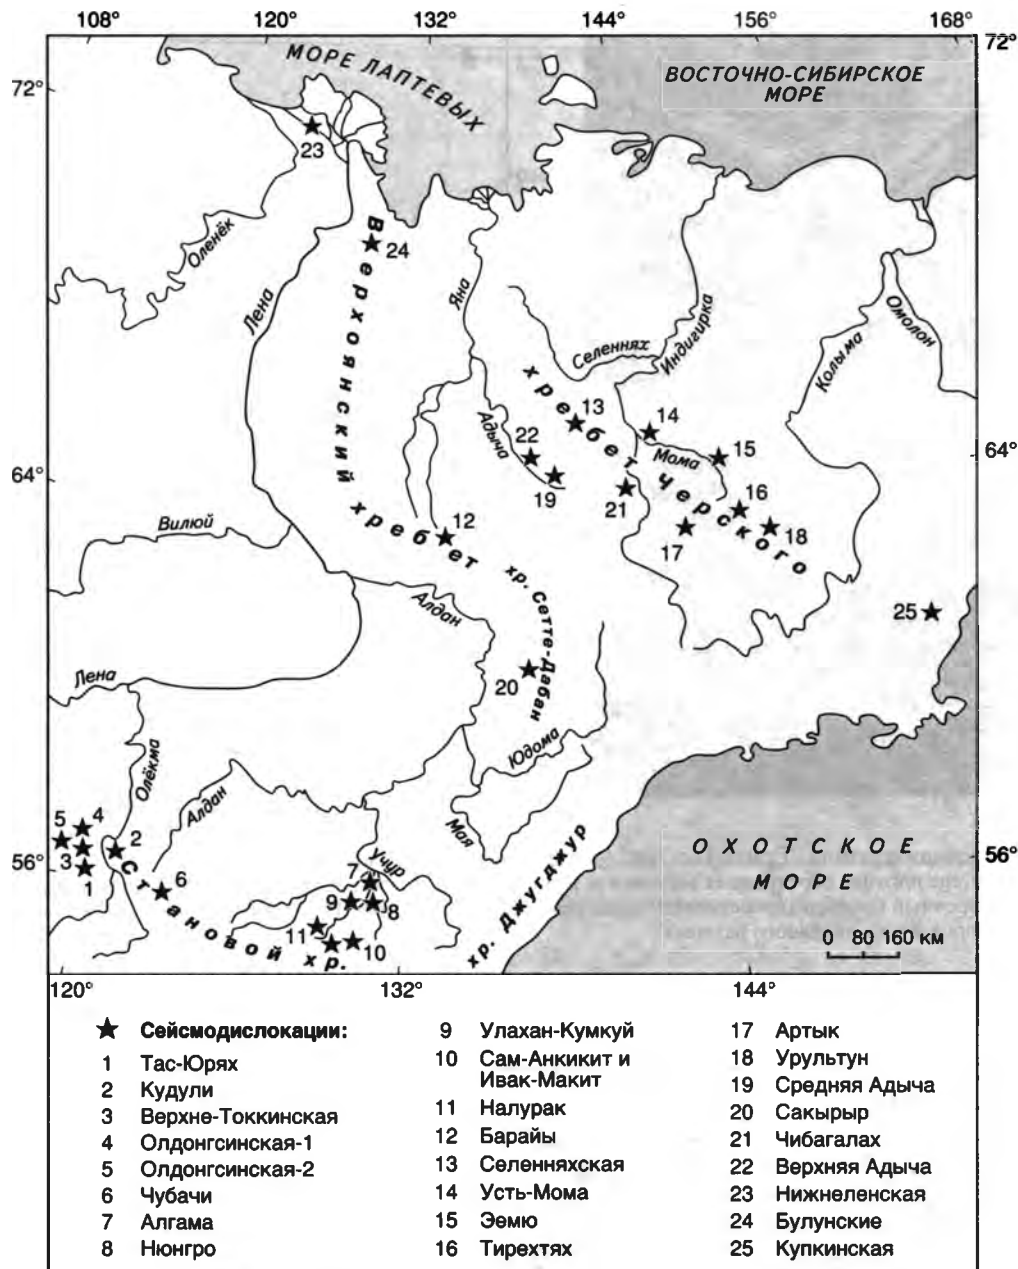 108° 120° 132° 144° 156° 168°
72° 72°
МОРЕ ЛАПТЕВЫХ
ВОСТОЧНО-СИБИРСКОЕ
МОРЕ
23
24
Оленёк
Лена
Верхоянский хребет
Яна
Индигирка
Селеннях
Колыма
Омолон
хребет Черского
13
14
Адыча
22
Мома
15
64° 64°
19
21
16
17
18
12
Вилюй
хр. Сетте-Дабан
Алдан
25
Лена
20
Юдома
Олёкма
Алдан
Мая
5
4
3
2
1
56° 56°
ОХОТСКОЕ
МОРЕ
Учур
7
6
9
8
Становой хр.
11
10
хр. Джугджур
0 80 160 км
120° 132° 144°
Сейсмодислокации:
1 Тас-Юрях
2 Кудули
3 Верхне-Токкинская
4 Олдонгсинская-1
5 Олдонгсинская-2
6 Чубачи
7 Алгама
8 Нюнгро
9 Улахан-Кумкуй
10 Сам-Анкикит и
Ивак-Макит
11 Налурак
12 Барайы
13 Селенняхская
14 Усть-Мома
15 Эемю
16 Тирехтях
17 Артык
18 Урультун
19 Средняя Адыча
20 Сакырыр
21 Чибагалах
22 Верхняя Адыча
23 Нижнеленская
24 Булунские
25 Купкинская